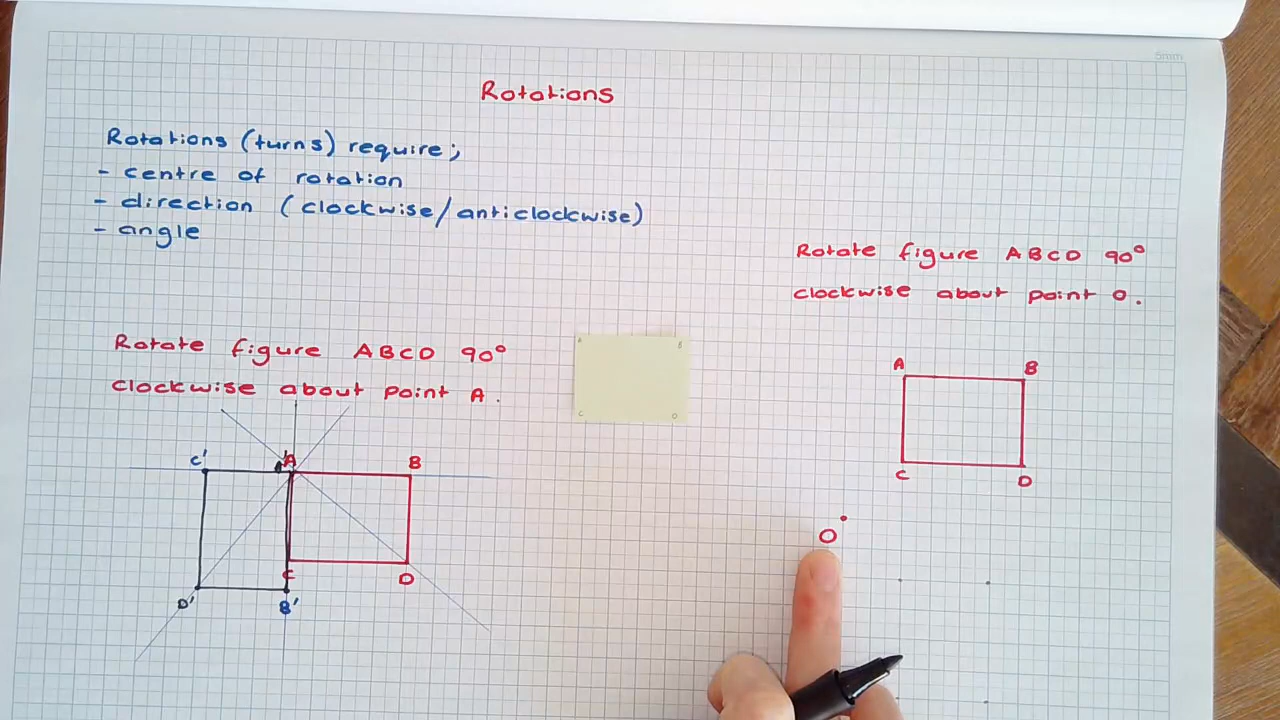 5mm
Rotations
Rotations (turns) require;
- centre of rotation
- direction (clockwise/anticlockwise)
- angle
Rotate figure ABCD 90°
clockwise about point O.
Rotate figure ABCD 90°
clockwise about point A.
A B
C D
A B
C D
O
C' A' A B
C D
D' B'